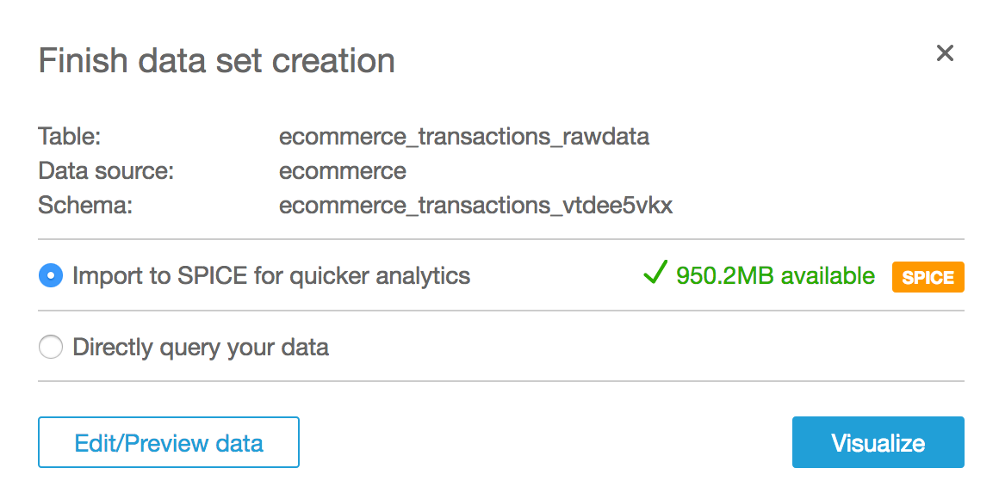 Finish data set creation
Table: ecommerce_transactions_rawdata
Data source: ecommerce
Schema: ecommerce_transactions_vtdee5vkx
Import to SPICE for quicker analytics 950.2MB available SPICE
Directly query your data
Edit/Preview data Visualize